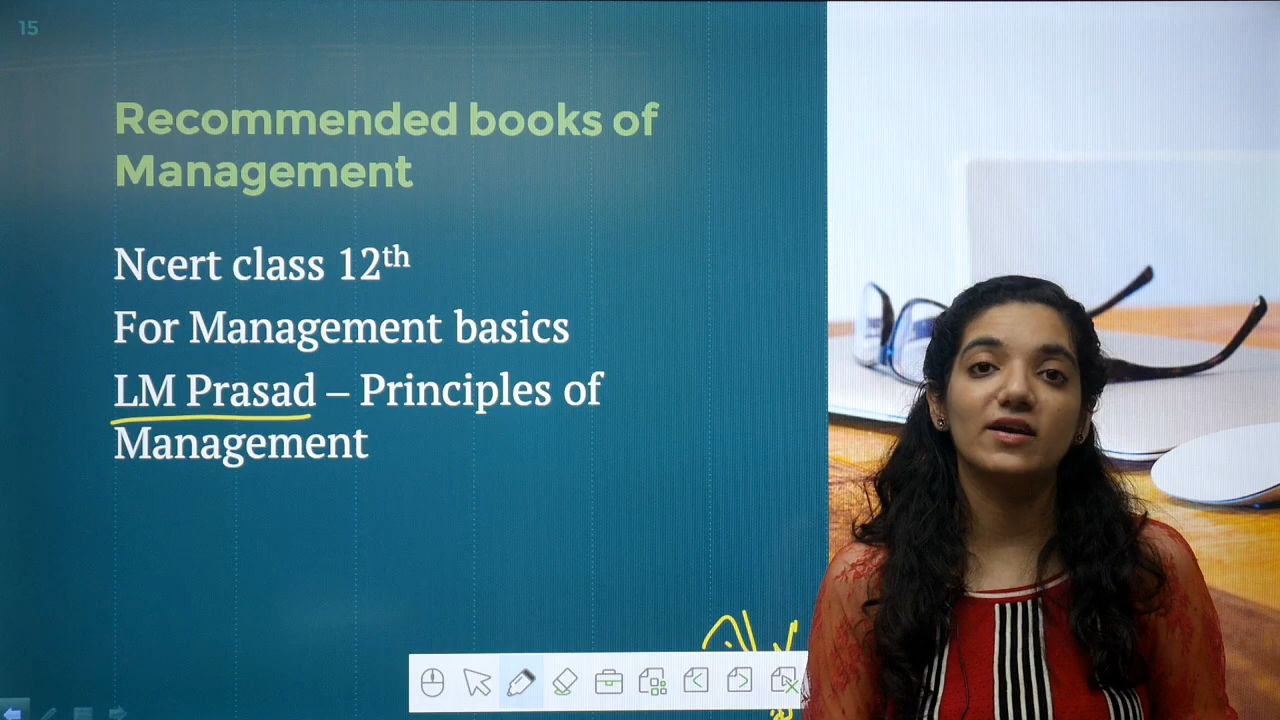 15
Recommended books of
Management
Ncert class 12th
For Management basics
LM Prasad – Principles of
Management